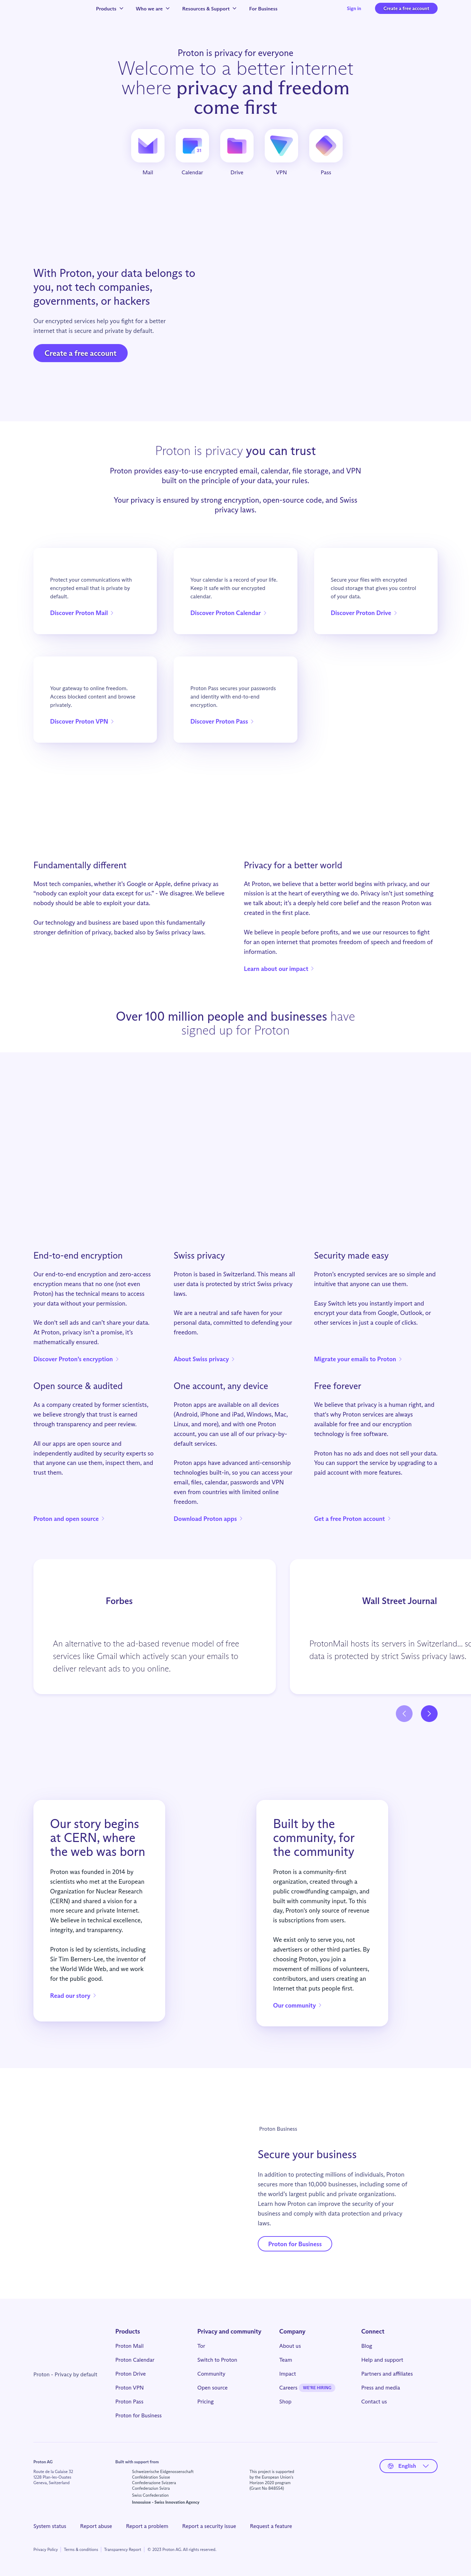 Products
Who we are
Resources & Support
For Business
Sign in
Create a free account
Proton is privacy for everyone
Welcome to a better internet
where privacy and freedom
come first
31
Mail
Calendar
Drive
VPN
Pass
With Proton, your data belongs to
you, not tech companies,
governments, or hackers
Our encrypted services help you fight for a better
internet that is secure and private by default.
Create a free account
Proton is privacy you can trust
Proton provides easy-to-use encrypted email, calendar, file storage, and VPN
built on the principle of your data, your rules.
Your privacy is ensured by strong encryption, open-source code, and Swiss
privacy laws.
Protect your communications with
encrypted email that is private by
default.
Discover Proton Mail
Your calendar is a record of your life.
Keep it safe with our encrypted
calendar.
Discover Proton Calendar
Secure your files with encrypted
cloud storage that gives you control
of your data.
Discover Proton Drive
Your gateway to online freedom.
Access blocked content and browse
privately.
Discover Proton VPN
Proton Pass secures your passwords
and identity with end-to-end
encryption.
Discover Proton Pass
Fundamentally different
Most tech companies, whether it's Google or Apple, define privacy as
"nobody can exploit your data except for us." - We disagree. We believe
nobody should be able to exploit your data.
Our technology and business are based upon this fundamentally
stronger definition of privacy, backed also by Swiss privacy laws.
Privacy for a better world
At Proton, we believe that a better world begins with privacy, and our
mission is at the heart of everything we do. Privacy isn't just something
we talk about; it's a deeply held core belief and the reason Proton was
created in the first place.
We believe in people before profits, and we use our resources to fight
for an open internet that promotes freedom of speech and freedom of
information.
Learn about our impact
Over 100 million people and businesses have
signed up for Proton
End-to-end encryption
Our end-to-end encryption and zero-access
encryption means that no one (not even
Proton) has the technical means to access
your data without your permission.
We don't sell ads and can't share your data.
At Proton, privacy isn't a promise, it's
mathematically ensured.
Discover Proton's encryption
Swiss privacy
Proton is based in Switzerland. This means all
user data is protected by strict Swiss privacy
laws.
We are a neutral and safe haven for your
personal data, committed to defending your
freedom.
About Swiss privacy
Security made easy
Proton's encrypted services are so simple and
intuitive that anyone can use them.
Easy Switch lets you instantly import and
encrypt your data from Google, Outlook, or
other services in just a couple of clicks.
Migrate your emails to Proton
Open source & audited
As a company created by former scientists,
we believe strongly that trust is earned
through transparency and peer review.
All our apps are open source and
independently audited by security experts so
that anyone can use them, inspect them, and
trust them.
Proton and open source
One account, any device
Proton apps are available on all devices
(Android, iPhone and iPad, Windows, Mac,
Linux, and more), and with one Proton
account, you can use all of our privacy-by-
default services.
Proton apps have advanced anti-censorship
technologies built-in, so you can access your
email, files, calendar, passwords and VPN
even from countries with limited online
freedom.
Download Proton apps
Free forever
We believe that privacy is a human right, and
that's why Proton services are always
available for free and our encryption
technology is free software.
Proton has no ads and does not sell your data.
You can support the service by upgrading to a
paid account with more features.
Get a free Proton account
Forbes
An alternative to the ad-based revenue model of free
services like Gmail which actively scan your emails to
deliver relevant ads to you online.
Wall Street Journal
ProtonMail hosts its servers in Switzerland... so
data is protected by strict Swiss privacy laws.
Our story begins
at CERN, where
the web was born
Proton was founded in 2014 by
scientists who met at the European
Organization for Nuclear Research
(CERN) and shared a vision for a
more secure and private Internet.
We believe in technical excellence,
integrity, and transparency.
Proton is led by scientists, including
Sir Tim Berners-Lee, the inventor of
the World Wide Web, and we work
for the public good.
Read our story
Built by the
community, for
the community
Proton is a community-first
organization, created through a
public crowdfunding campaign, and
built with community input. To this
day, Proton's only source of revenue
is subscriptions from users.
We exist only to serve you, not
advertisers or other third parties. By
choosing Proton, you join a
movement of millions of volunteers,
contributors, and users creating an
Internet that puts people first.
Our community
Proton Business
Secure your business
In addition to protecting millions of individuals, Proton
secures more than 10,000 businesses, including some of
the world's largest public and private organizations.
Learn how Proton can improve the security of your
business and comply with data protection and privacy
laws.
Proton for Business
Proton - Privacy by default
Products
Proton Mail
Proton Calendar
Proton Drive
Proton VPN
Proton Pass
Proton for Business
Privacy and community
Tor
Switch to Proton
Community
Open source
Pricing
Company
About us
Team
Impact
Careers WE'RE HIRING
Shop
Connect
Blog
Help and support
Partners and affiliates
Press and media
Contact us
Proton AG
Route de la Galaise 32
1228 Plan-les-Ouates
Geneva, Switzerland
Built with support from
Schweizerische Eidgenossenschaft
Confédération Suisse
Confederazione Svizzera
Confederaziun Svizra
Swiss Confederation
Innosuisse – Swiss Innovation Agency
This project is supported
by the European Union's
Horizon 2020 program
(Grant No 848554)
English
System status
Report abuse
Report a problem
Report a security issue
Request a feature
Privacy Policy
Terms & conditions
Transparency Report
© 2023 Proton AG. All rights reserved.